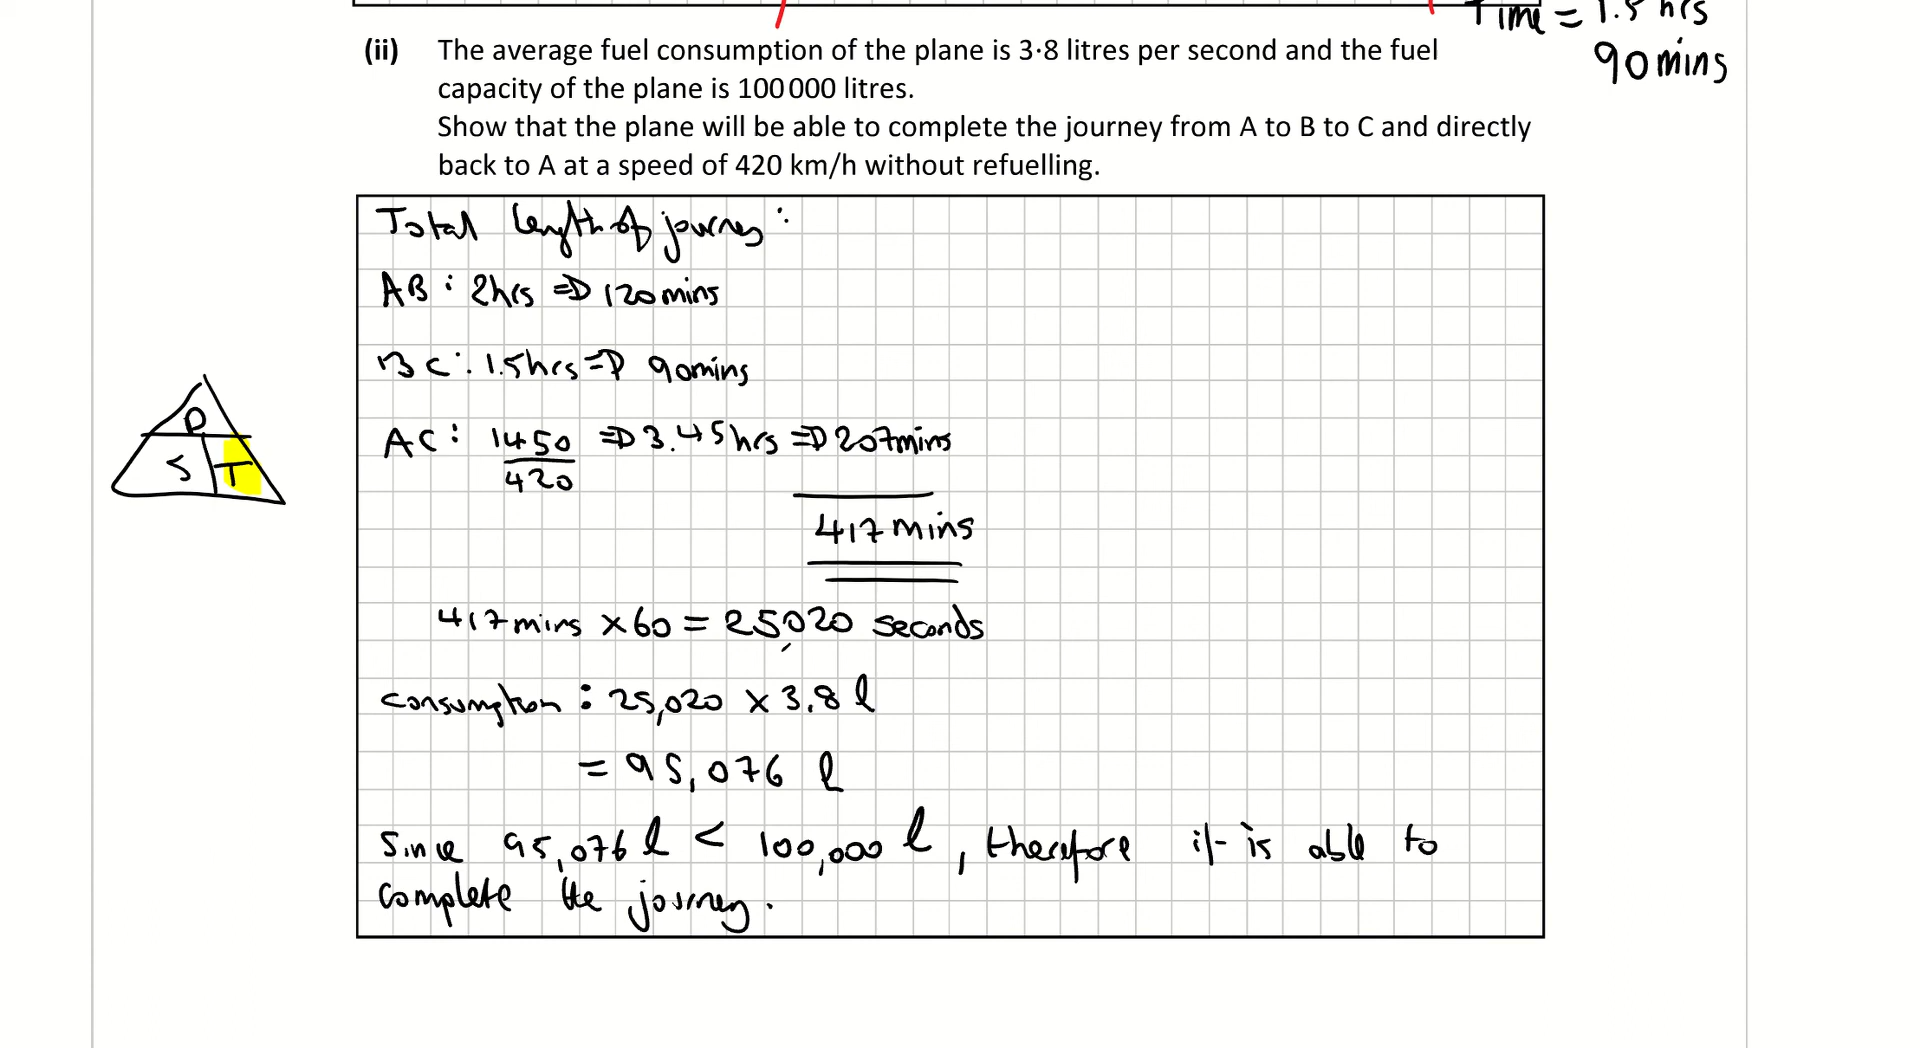 Time = 1.5 hrs
90 mins
(ii) The average fuel consumption of the plane is 3·8 litres per second and the fuel
capacity of the plane is 100 000 litres.
Show that the plane will be able to complete the journey from A to B to C and directly
back to A at a speed of 420 km/h without refuelling.
Total length of journey:
AB: 2hrs => 120 mins
BC: 1.5hrs => 90mins
AC: 1450/420 => 3.45hrs => 207mins
D
S T
417 mins
417 mins × 60 = 25,020 seconds
consumption: 25,020 × 3.8 l
= 95,076 l
Since 95,076 l < 100,000 l, therefore it is able to
complete the journey.